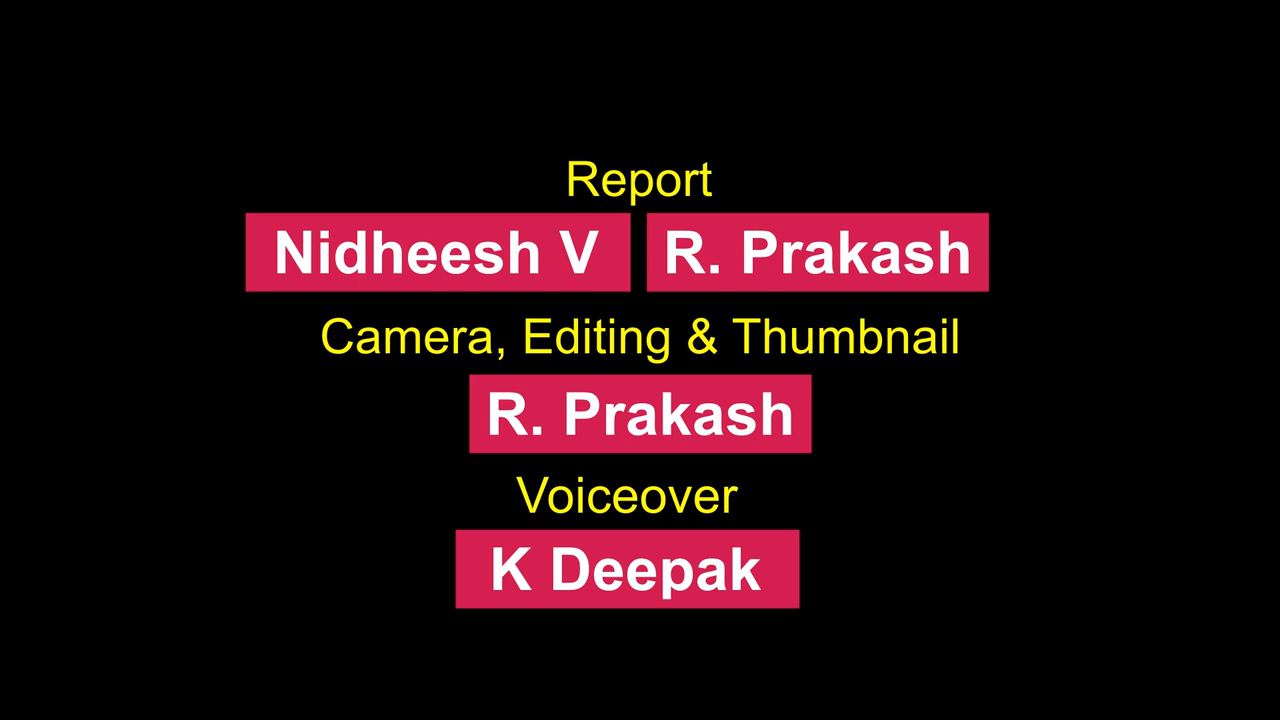 Report
Nidheesh V R. Prakash
Camera, Editing & Thumbnail
R. Prakash
Voiceover
K Deepak